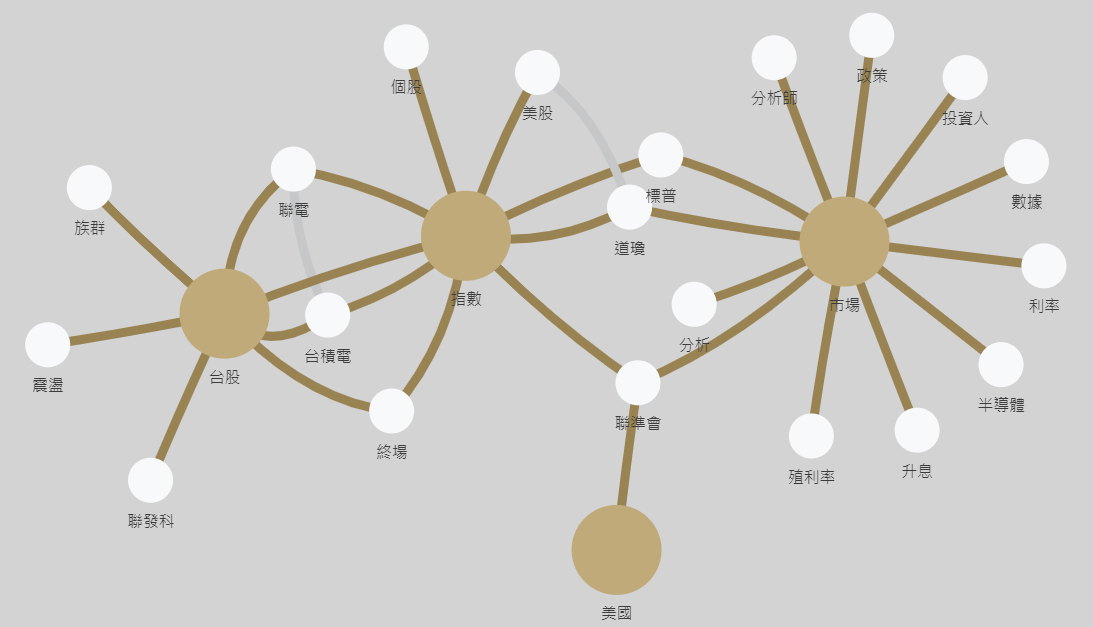 政策
個股
分析師
美股
投資人
標普
數據
聯電
族群
道瓊
指數
市場
利率
分析
台積電
台股
震盪
半導體
聯準會
終場
升息
殖利率
聯發科
美國